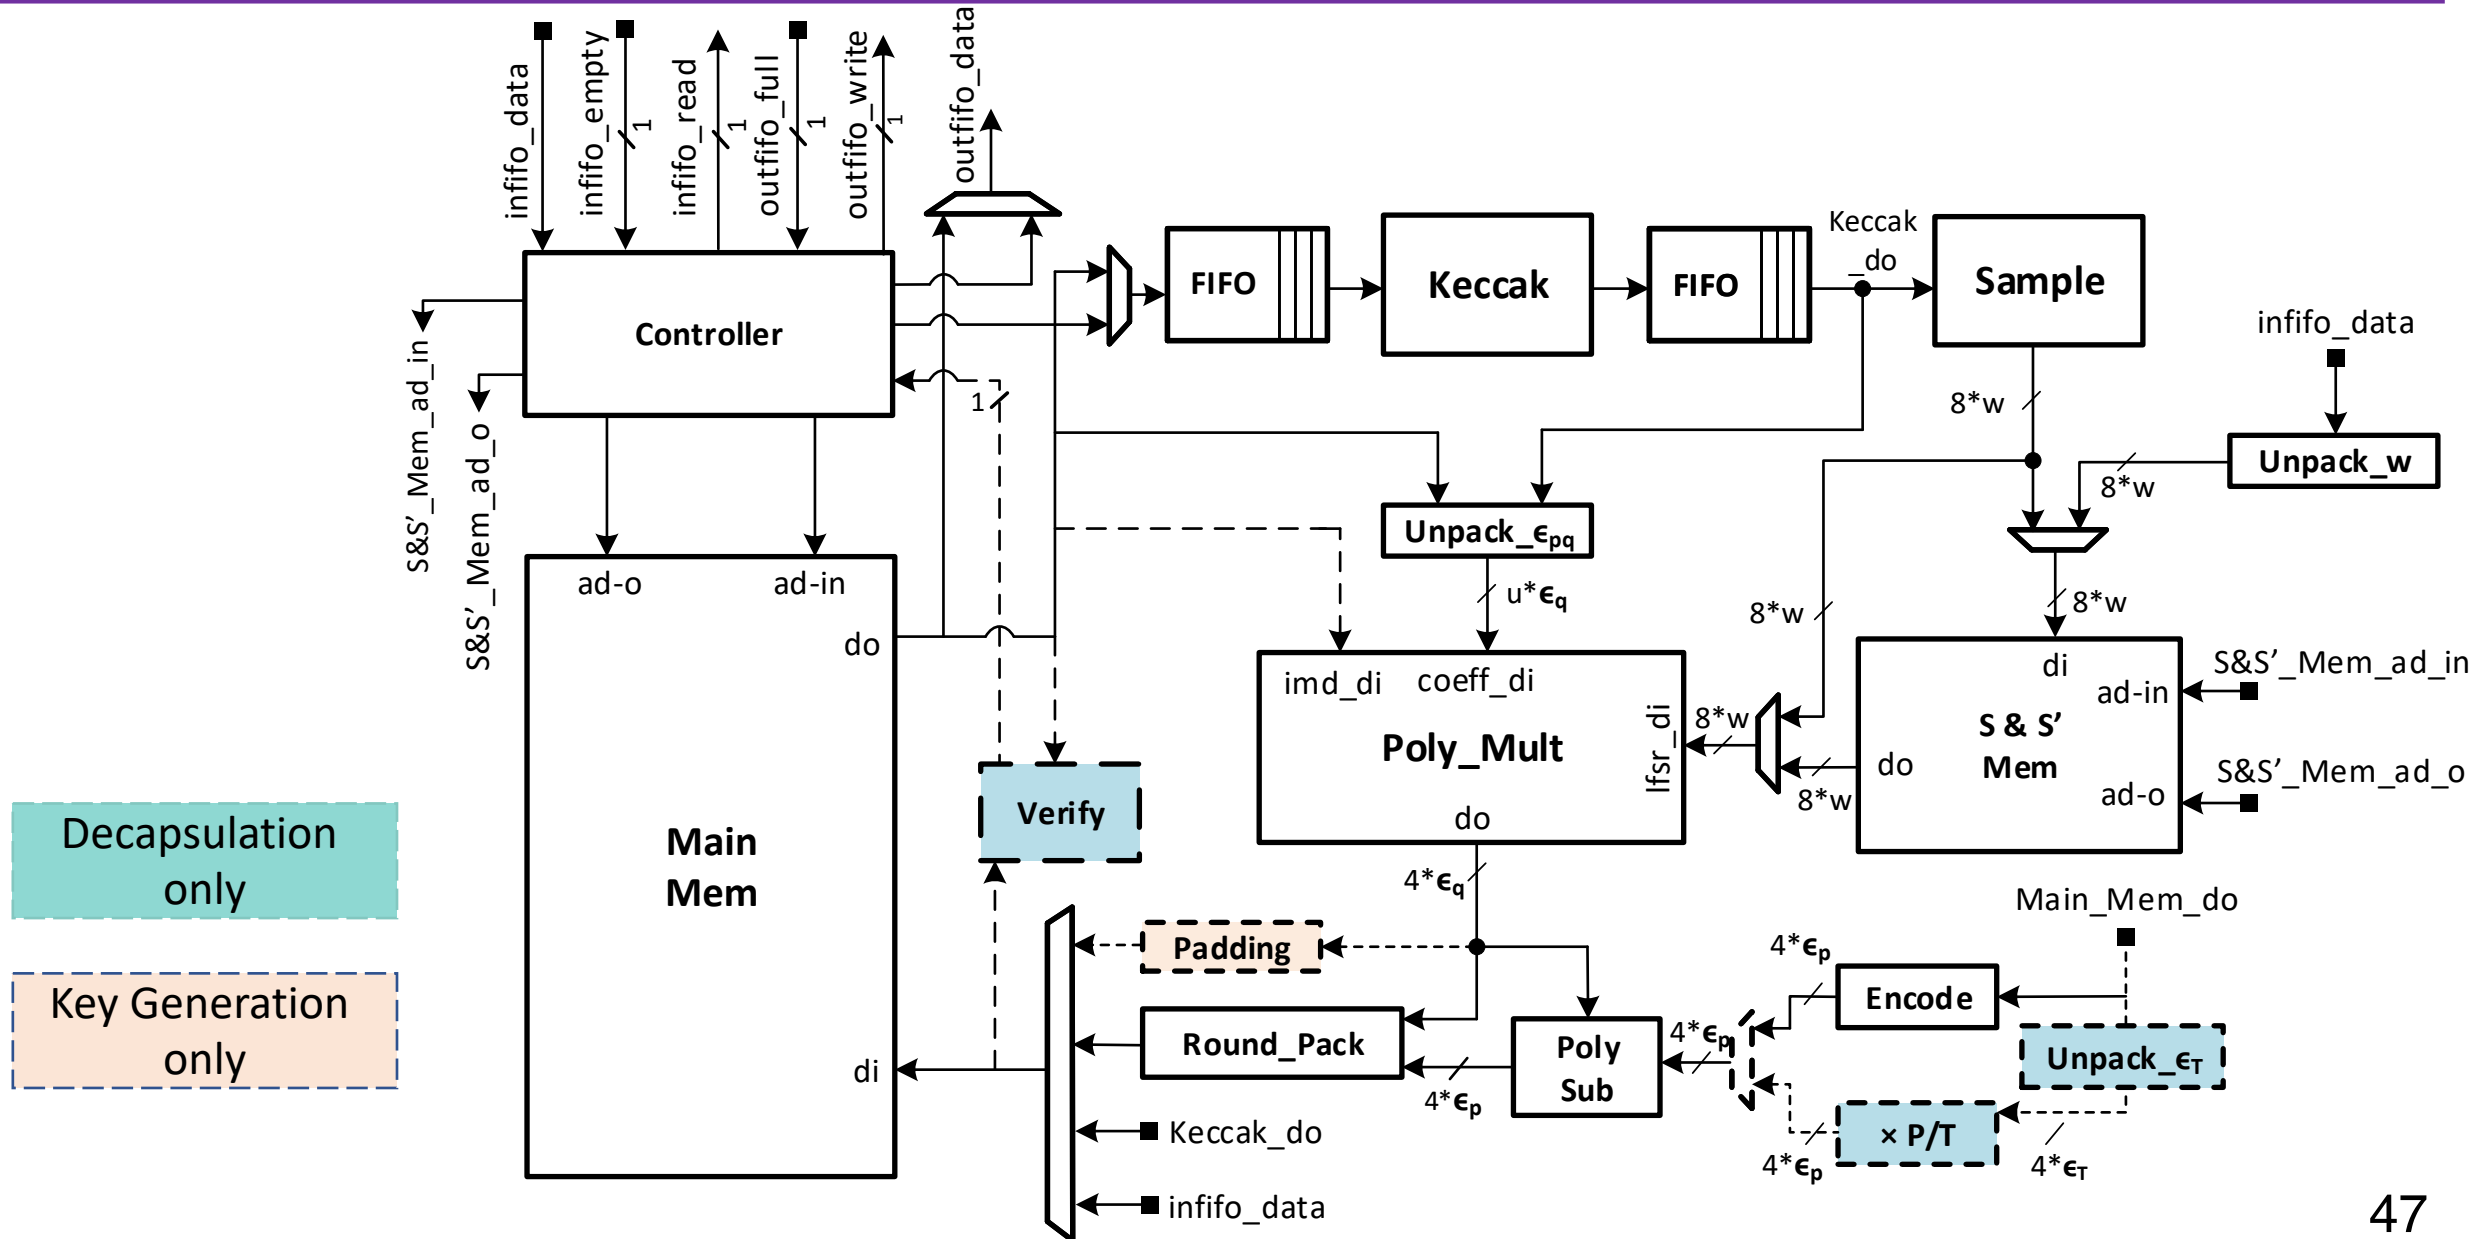 infifo_data
infifo_empty
1
infifo_read
1
outfifo_full
1
outfifo_write
1
outfifo_data
Controller
S&S’_Mem_ad_in
S&S’_Mem_ad_o
1
FIFO
Keccak
FIFO
Keccak
_do
Sample
infifo_data
8*w
Unpack_w
8*w
Unpack_ϵpq
u*ϵq
8*w
8*w
ad-o
ad-in
do
Main
Mem
di
Verify
imd_di
coeff_di
lfsr_di
Poly_Mult
do
8*w
8*w
di
ad-in
S & S’
Mem
do
ad-o
S&S’_Mem_ad_in
S&S’_Mem_ad_o
Decapsulation
only
Key Generation
only
4*ϵq
Padding
Round_Pack
4*ϵp
Poly
Sub
4*ϵp
4*ϵp
Encode
Main_Mem_do
Unpack_ϵT
× P/T
4*ϵp
4*ϵT
Keccak_do
infifo_data
47